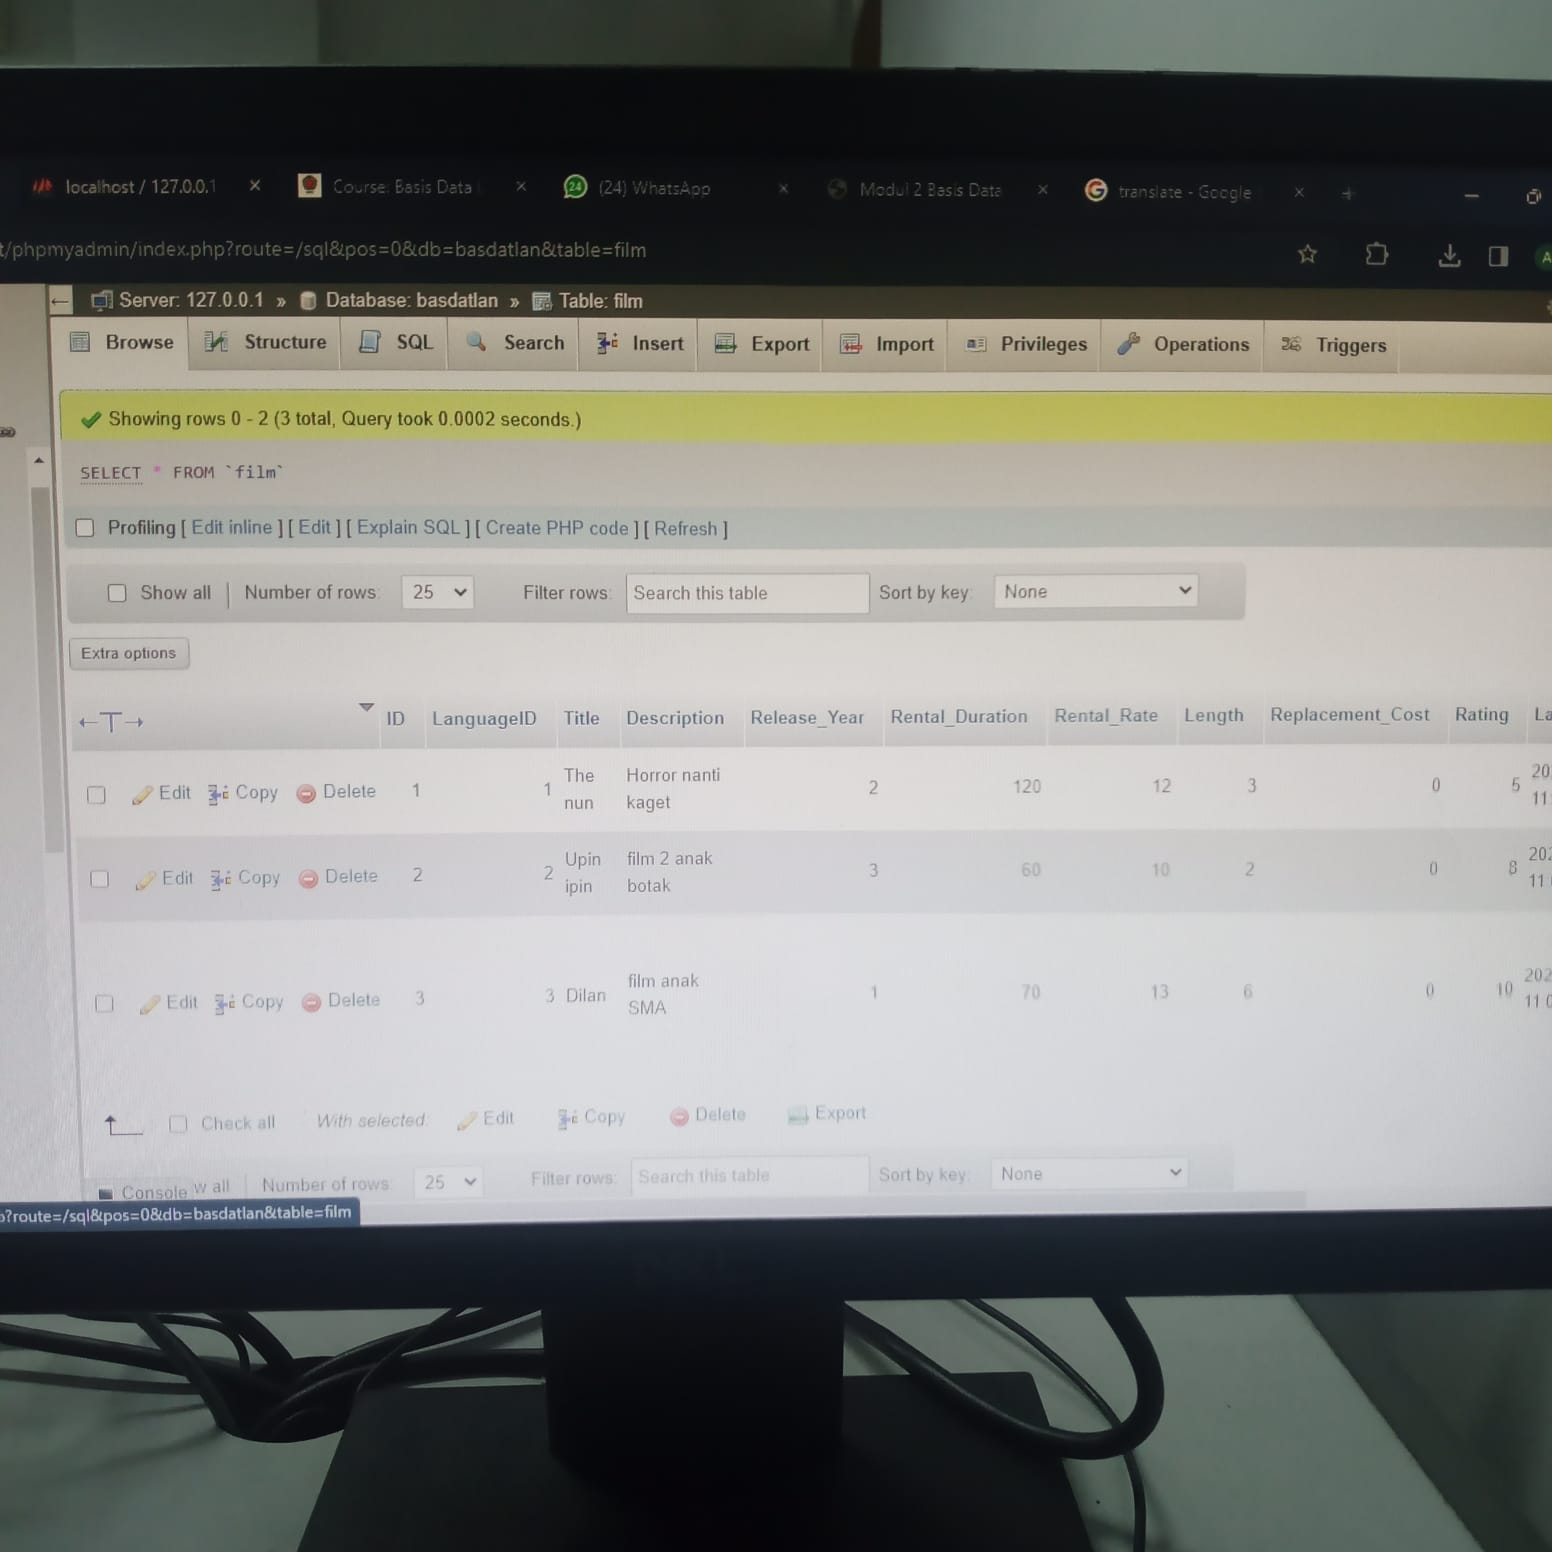 localhost / 127.0.0.1 Course: Basis Data (24) WhatsApp Modul 2 Basis Data translate - Google
t/phpmyadmin/index.php?route=/sql&pos=0&db=basdatlan&table=film
Server: 127.0.0.1 » Database: basdatlan » Table: film
Browse Structure SQL Search Insert Export Import Privileges Operations Triggers
Showing rows 0 - 2 (3 total, Query took 0.0002 seconds.)
SELECT * FROM `film`
Profiling [ Edit inline ] [ Edit ] [ Explain SQL ] [ Create PHP code ] [ Refresh ]
Show all Number of rows: 25 Filter rows: Search this table Sort by key: None
Extra options
ID LanguageID Title Description Release_Year Rental_Duration Rental_Rate Length Replacement_Cost Rating La
Edit Copy Delete 1 1 The nun Horror nanti kaget 2 120 12 3 0 5 20 11
Edit Copy Delete 2 2 Upin ipin film 2 anak botak 3 60 10 2 0 8 202 11
Edit Copy Delete 3 3 Dilan film anak SMA 1 70 13 6 0 10 202 11 0
Check all With selected: Edit Copy Delete Export
Console w all Number of rows: 25 Filter rows: Search this table Sort by key: None
p?route=/sql&pos=0&db=basdatlan&table=film